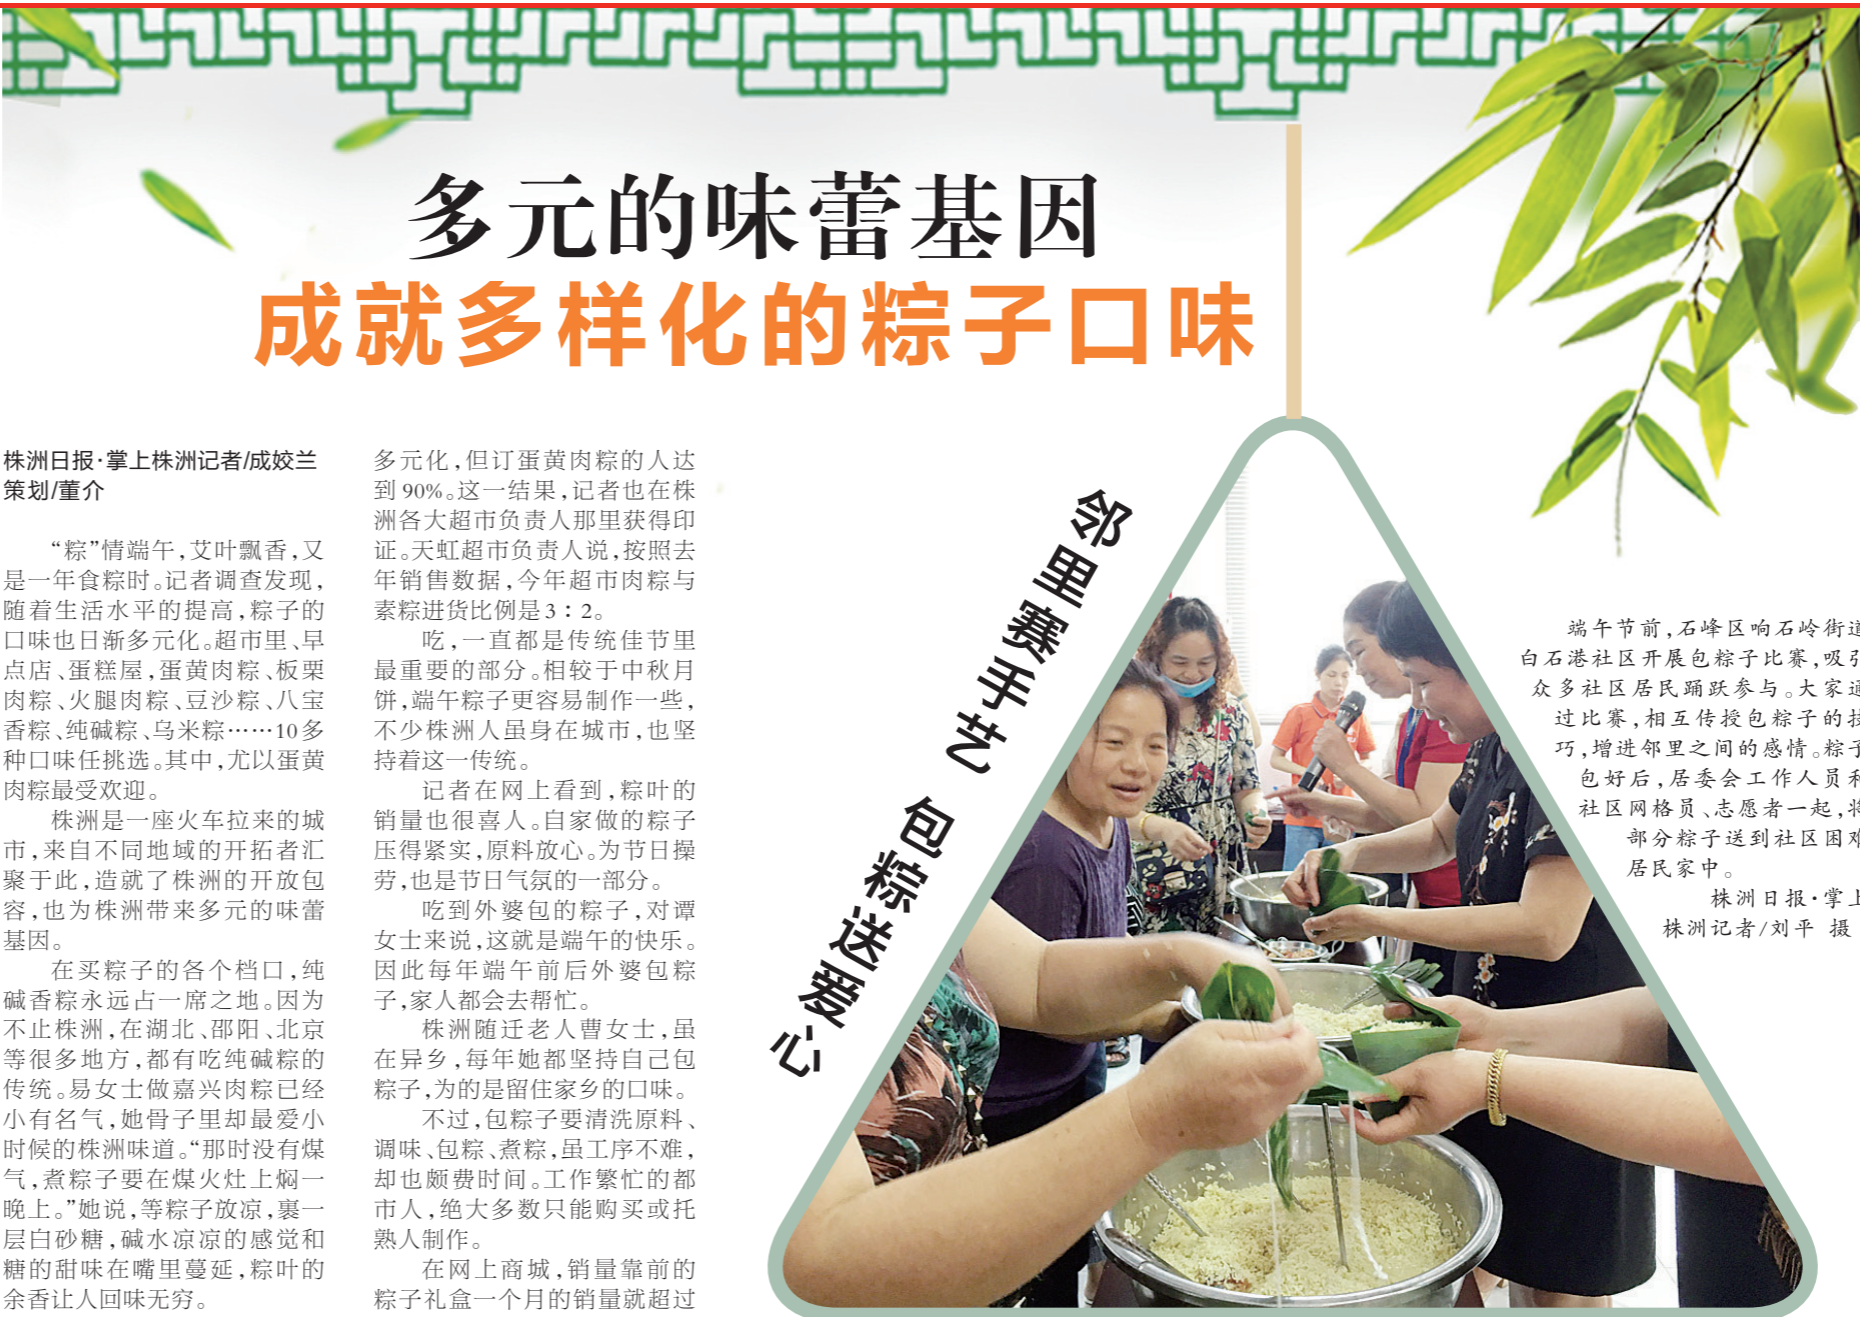 多元的味蕾基因
成就多样化的粽子口味
株洲日报·掌上株洲记者/成姣兰
策划/董介
“粽”情端午，艾叶飘香，又
是一年食粽时。记者调查发现，
随着生活水平的提高，粽子的
口味也日渐多元化。超市里、早
点店、蛋糕屋，蛋黄肉粽、板栗
肉粽、火腿肉粽、豆沙粽、八宝
香粽、纯碱粽、乌米粽……10多
种口味任挑选。其中，尤以蛋黄
肉粽最受欢迎。
株洲是一座火车拉来的城
市，来自不同地域的开拓者汇
聚于此，造就了株洲的开放包
容，也为株洲带来多元的味蕾
基因。
在买粽子的各个档口，纯
碱香粽永远占一席之地。因为
不止株洲，在湖北、邵阳、北京
等很多地方，都有吃纯碱粽的
传统。易女士做嘉兴肉粽已经
小有名气，她骨子里却最爱小
时候的株洲味道。“那时没有煤
气，煮粽子要在煤火灶上焖一
晚上。”她说，等粽子放凉，裹一
层白砂糖，碱水凉凉的感觉和
糖的甜味在嘴里蔓延，粽叶的
余香让人回味无穷。
多元化，但订蛋黄肉粽的人达
到90%。这一结果，记者也在株
洲各大超市负责人那里获得印
证。天虹超市负责人说，按照去
年销售数据，今年超市肉粽与
素粽进货比例是3：2。
吃，一直都是传统佳节里
最重要的部分。相较于中秋月
饼，端午粽子更容易制作一些，
不少株洲人虽身在城市，也坚
持着这一传统。
记者在网上看到，粽叶的
销量也很喜人。自家做的粽子
压得紧实，原料放心。为节日操
劳，也是节日气氛的一部分。
吃到外婆包的粽子，对谭
女士来说，这就是端午的快乐。
因此每年端午前后外婆包粽
子，家人都会去帮忙。
株洲随迁老人曹女士，虽
在异乡，每年她都坚持自己包
粽子，为的是留住家乡的口味。
不过，包粽子要清洗原料、
调味、包粽、煮粽，虽工序不难，
却也颇费时间。工作繁忙的都
市人，绝大多数只能购买或托
熟人制作。
在网上商城，销量靠前的
粽子礼盒一个月的销量就超过
邻里赛手艺 包粽送爱心
端午节前，石峰区响石岭街道
白石港社区开展包粽子比赛，吸引
众多社区居民踊跃参与。大家通
过比赛，相互传授包粽子的技
巧，增进邻里之间的感情。粽子
包好后，居委会工作人员和
社区网格员、志愿者一起，将
部分粽子送到社区困难
居民家中。
株洲日报·掌上
株洲记者/刘平 摄